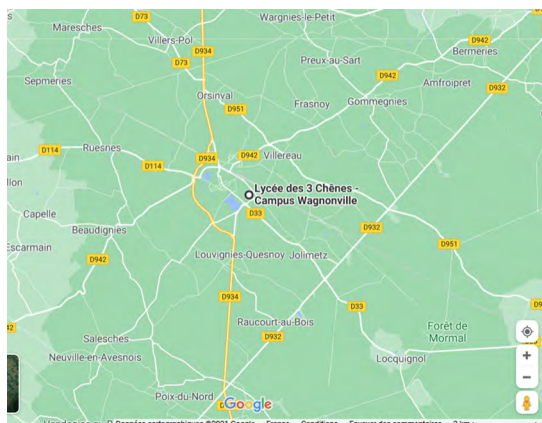 s
D73
Wargnies-le-Petit
Maresches
Villers-Pol
D934
D942
Bermeries
D73
Preux-au-Sart
D942
Sepmeries
Amfroipret
D932
Orsinval
D951
Frasnoy
Gommegnies
D114
Ruesnes
D934
D942
Villereau
ain
D114
llon
Lycée des 3 Chênes -
Campus Wagnonville
Capelle
D33
Beaudignies
D932
Escarmain
D951
D942
Louvignies-Quesnoy
Jolimetz
D934
D33
D9
Raucourt-au-Bois
Forêt de
Mormal
D932
Salesches
Neuville-en-Avesnois
Locquignol
Poix-du-Nord
Google